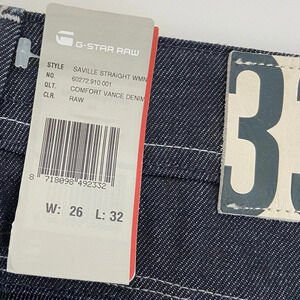 G-STAR RAW
STYLE SAVILLE STRAIGHT WMN
NO. 60272.910.001
QLT. COMFORT VANCE DENIM
CLR. RAW
8 718098 492332
W: 26 L: 32
33